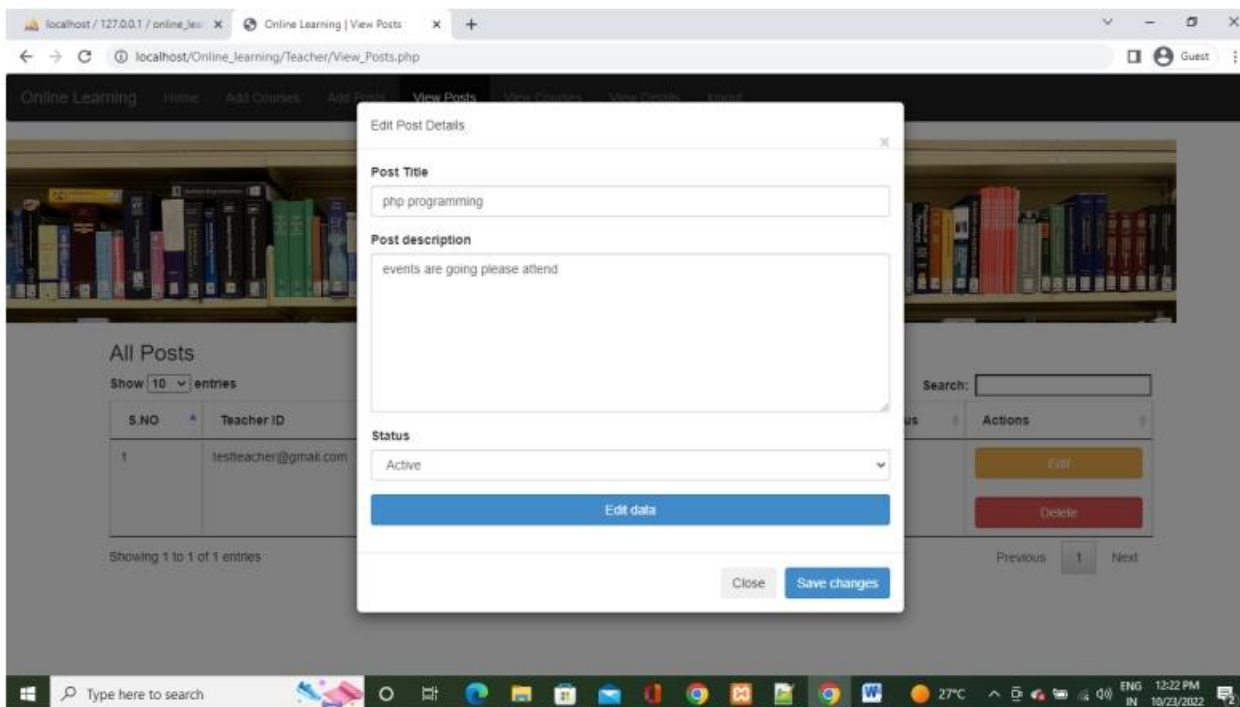 localhost / 127.0.0.1 / online_lea
Online Learning | View Posts
localhost/Online_learning/Teacher/View_Posts.php
Guest
Online Learning Home Add Courses Add Posts View Posts View Courses View Details
Edit Post Details
Post Title
php programming
Post description
events are going please attend
Status
Active
Edit data
Close Save changes
All Posts
Show 10 entries
Search:
S.NO Teacher ID us Actions
1 testteacher@gmail.com Edit
Delete
Showing 1 to 1 of 1 entries
Previous 1 Next
Type here to search
27°C
ENG 12:22 PM
IN 10/23/2022